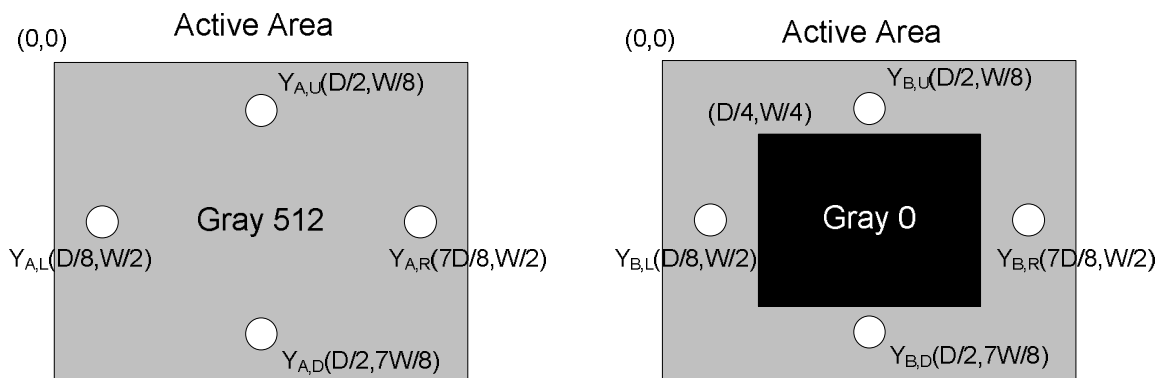 Active Area
(0,0)
Y_{A,U}(D/2,W/8)
Gray 512
Y_{A,L}(D/8,W/2)
Y_{A,R}(7D/8,W/2)
Y_{A,D}(D/2,7W/8)
Active Area
(0,0)
Y_{B,U}(D/2,W/8)
(D/4,W/4)
Gray 0
Y_{B,L}(D/8,W/2)
Y_{B,R}(7D/8,W/2)
Y_{B,D}(D/2,7W/8)